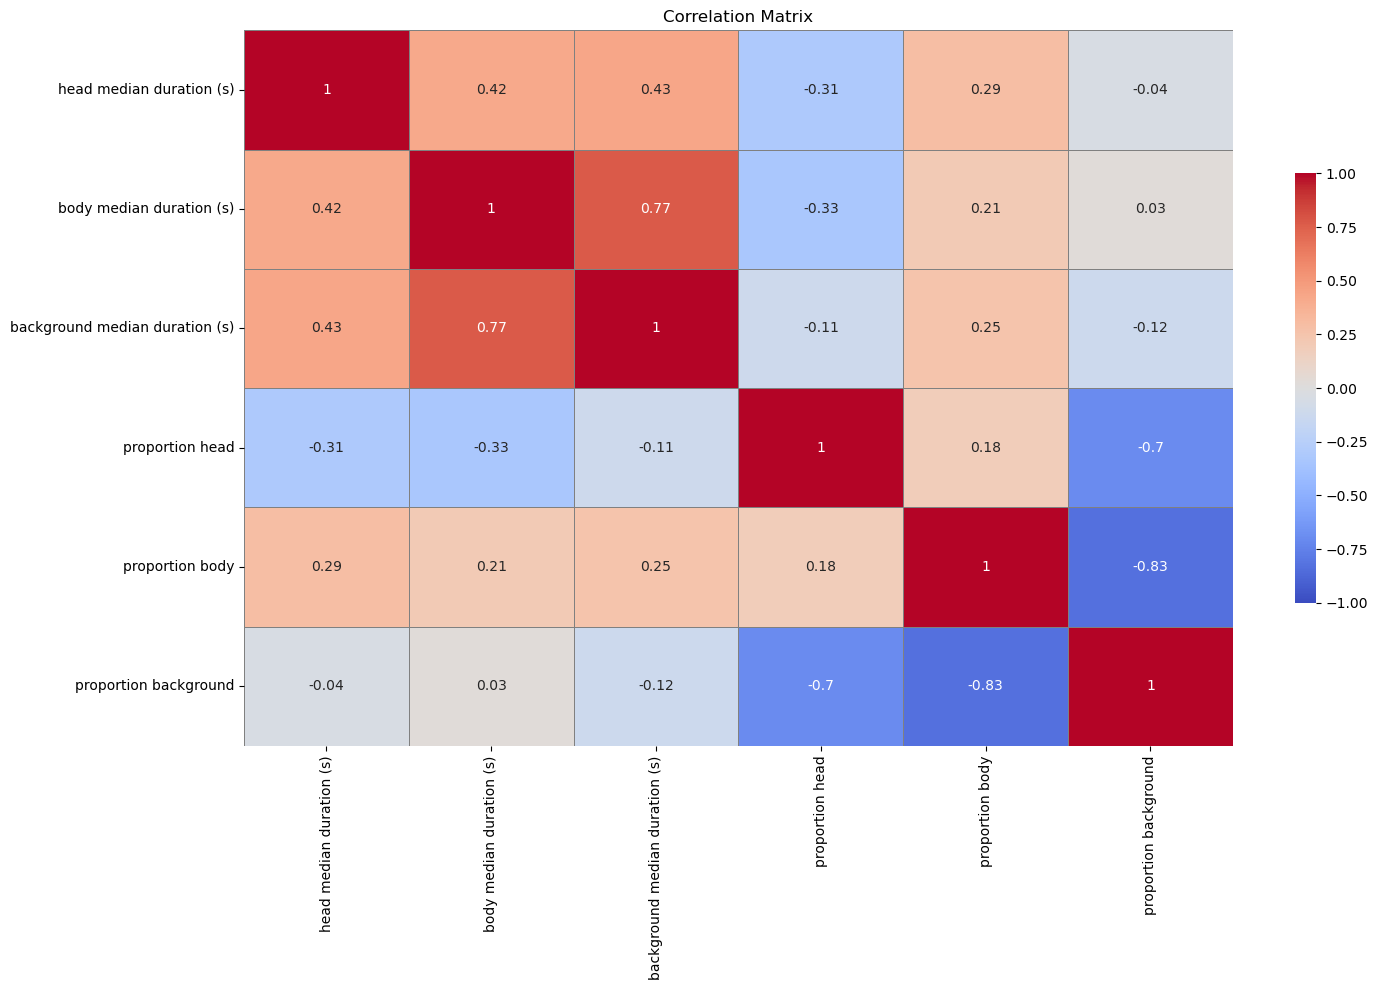 Correlation Matrix
head median duration (s) 1 0.42 0.43 -0.31 0.29 -0.04
body median duration (s) 0.42 1 0.77 -0.33 0.21 0.03
background median duration (s) 0.43 0.77 1 -0.11 0.25 -0.12
proportion head -0.31 -0.33 -0.11 1 0.18 -0.7
proportion body 0.29 0.21 0.25 0.18 1 -0.83
proportion background -0.04 0.03 -0.12 -0.7 -0.83 1
head median duration (s)
body median duration (s)
background median duration (s)
proportion head
proportion body
proportion background
1.00
0.75
0.50
0.25
0.00
−0.25
−0.50
−0.75
−1.00